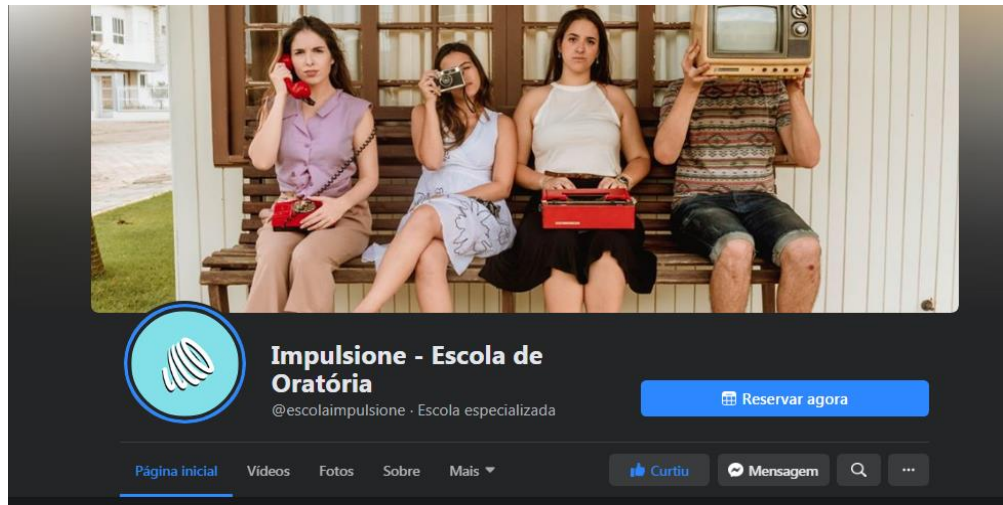 Impulsione - Escola de
Oratória
@escolaimpulsione · Escola especializada
Reservar agora
Página inicial
Vídeos
Fotos
Sobre
Mais
Curtiu
Mensagem